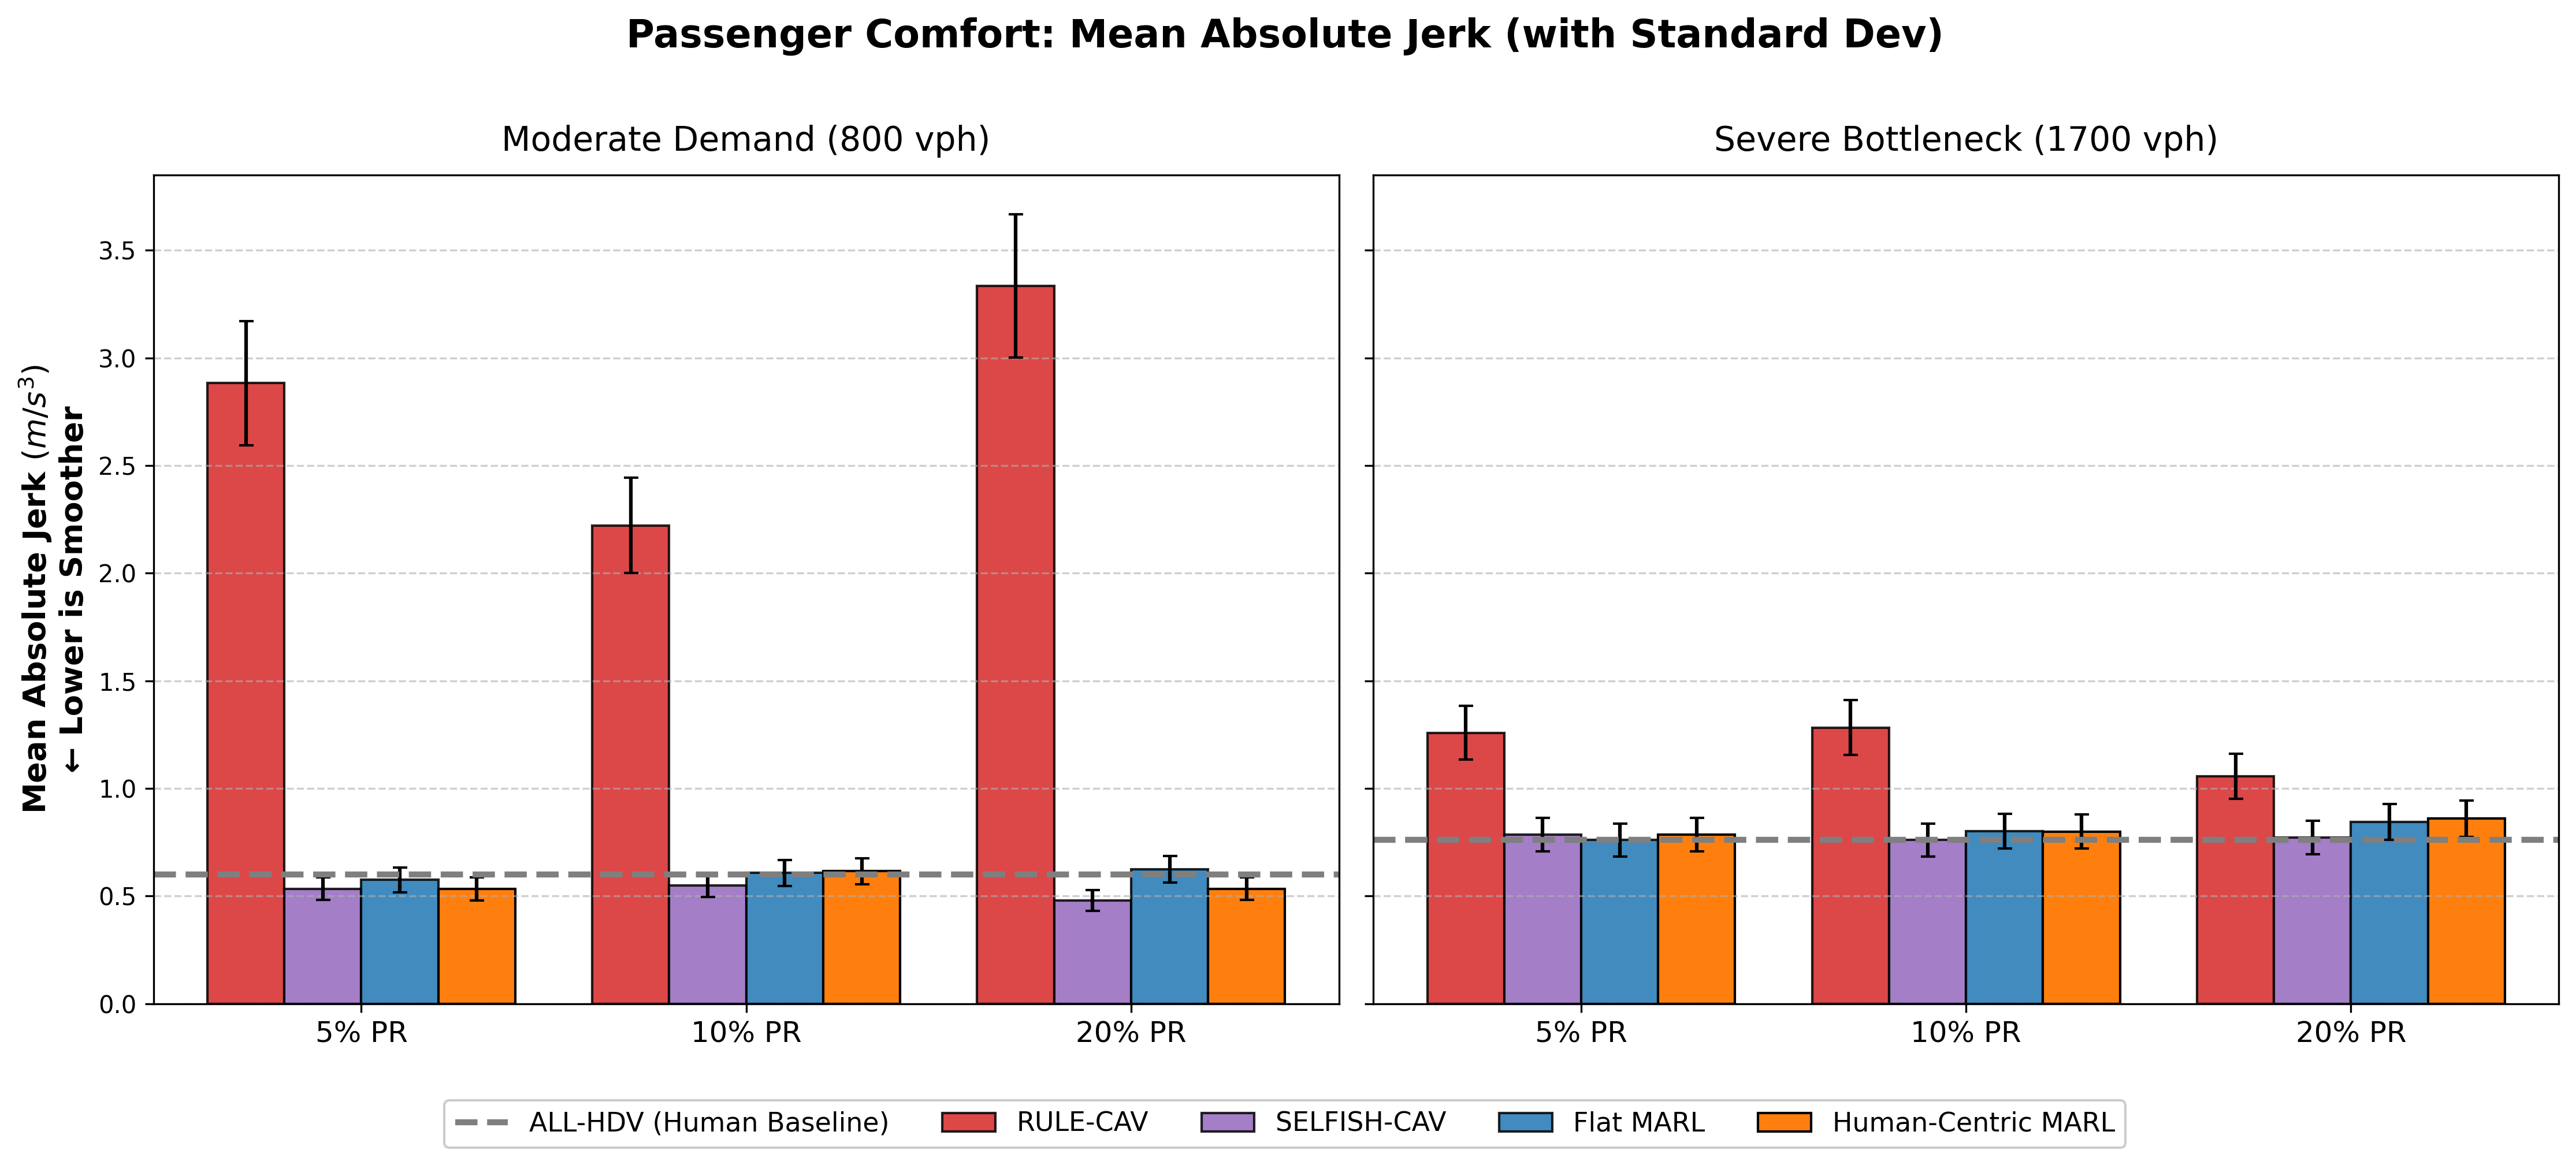 Passenger Comfort: Mean Absolute Jerk (with Standard Dev)
Moderate Demand (800 vph)
Severe Bottleneck (1700 vph)
Mean Absolute Jerk (m/s³)
← Lower is Smoother
3.5
3.0
2.5
2.0
1.5
1.0
0.5
0.0
5% PR
10% PR
20% PR
5% PR
10% PR
20% PR
ALL-HDV (Human Baseline)
RULE-CAV
SELFISH-CAV
Flat MARL
Human-Centric MARL